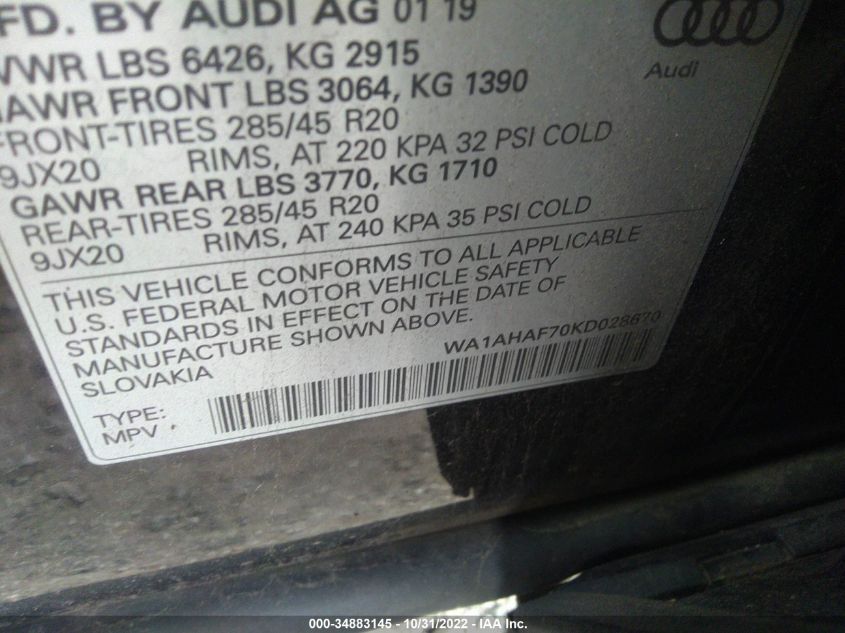 FD. BY AUDI AG 01 19
VWR LBS 6426, KG 2915
AWR FRONT LBS 3064, KG 1390
FRONT-TIRES 285/45 R20
9JX20 RIMS, AT 220 KPA 32 PSI COLD
GAWR REAR LBS 3770, KG 1710
REAR-TIRES 285/45 R20
9JX20 RIMS, AT 240 KPA 35 PSI COLD
Audi
THIS VEHICLE CONFORMS TO ALL APPLICABLE
U.S. FEDERAL MOTOR VEHICLE SAFETY
STANDARDS IN EFFECT ON THE DATE OF
MANUFACTURE SHOWN ABOVE.
SLOVAKIA
WA1AHAF70KD028670
TYPE:
MPV
000-34883145 - 10/31/2022 - IAA Inc.